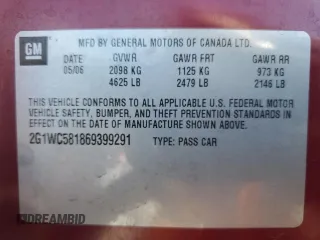 GM
MFD BY GENERAL MOTORS OF CANADA LTD.
DATE GVWR GAWR FRT GAWR RR
05/06 2098 KG 1125 KG 973 KG
4625 LB 2479 LB 2146 LB
THIS VEHICLE CONFORMS TO ALL APPLICABLE U.S. FEDERAL MOTOR
VEHICLE SAFETY, BUMPER, AND THEFT PREVENTION STANDARDS IN
EFFECT ON THE DATE OF MANUFACTURE SHOWN ABOVE.
2G1WC581869399291 TYPE: PASS CAR
DREAMBID